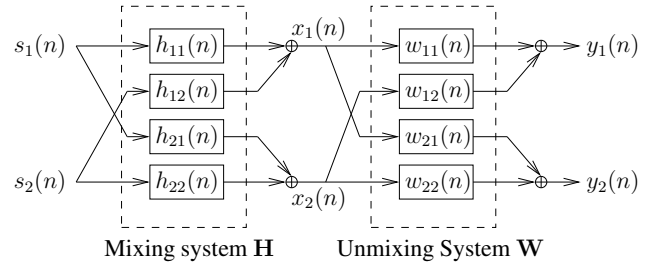 s₁(n) h₁₁(n) x₁(n) w₁₁(n) y₁(n)
h₁₂(n) w₁₂(n)
h₂₁(n) w₂₁(n)
s₂(n) h₂₂(n) x₂(n) w₂₂(n) y₂(n)
Mixing system H Unmixing System W